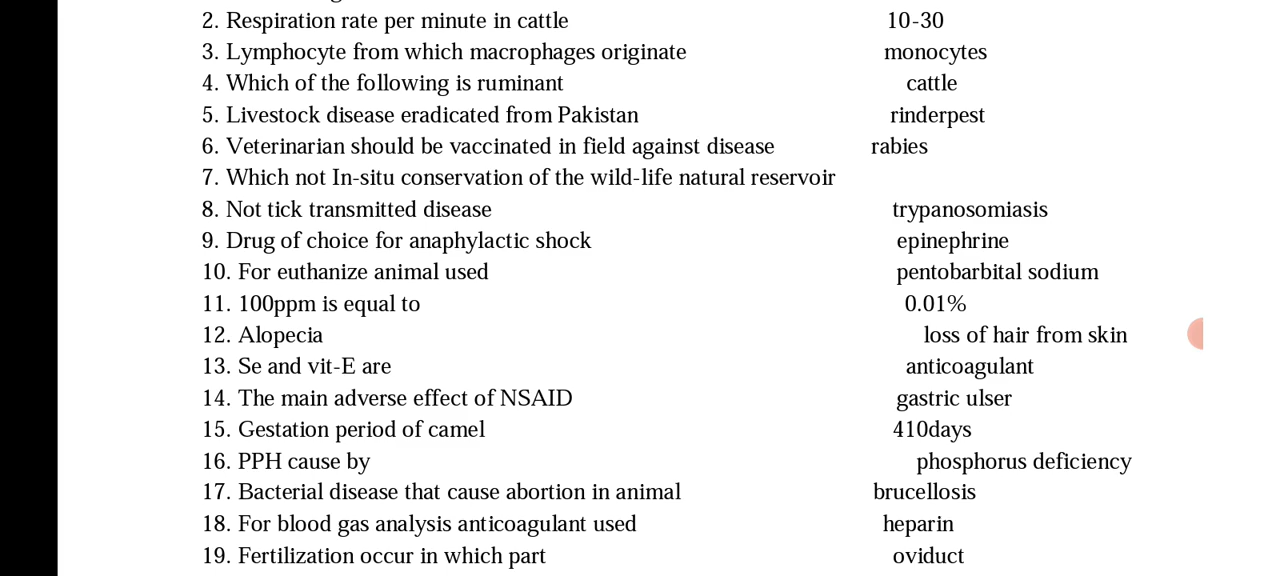 2. Respiration rate per minute in cattle 10-30
3. Lymphocyte from which macrophages originate monocytes
4. Which of the following is ruminant cattle
5. Livestock disease eradicated from Pakistan rinderpest
6. Veterinarian should be vaccinated in field against disease rabies
7. Which not In-situ conservation of the wild-life natural reservoir
8. Not tick transmitted disease trypanosomiasis
9. Drug of choice for anaphylactic shock epinephrine
10. For euthanize animal used pentobarbital sodium
11. 100ppm is equal to 0.01%
12. Alopecia loss of hair from skin
13. Se and vit-E are anticoagulant
14. The main adverse effect of NSAID gastric ulser
15. Gestation period of camel 410days
16. PPH cause by phosphorus deficiency
17. Bacterial disease that cause abortion in animal brucellosis
18. For blood gas analysis anticoagulant used heparin
19. Fertilization occur in which part oviduct